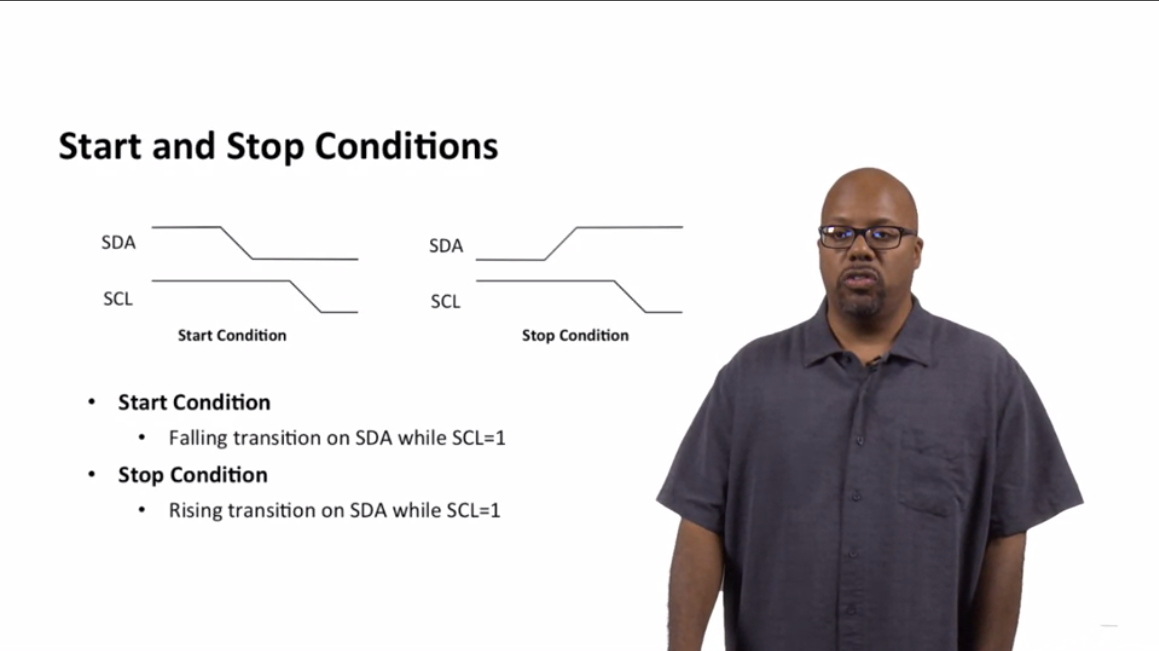 Start and Stop Conditions
SDA
SCL
Start Condition
SDA
SCL
Stop Condition
• Start Condition
• Falling transition on SDA while SCL=1
• Stop Condition
• Rising transition on SDA while SCL=1